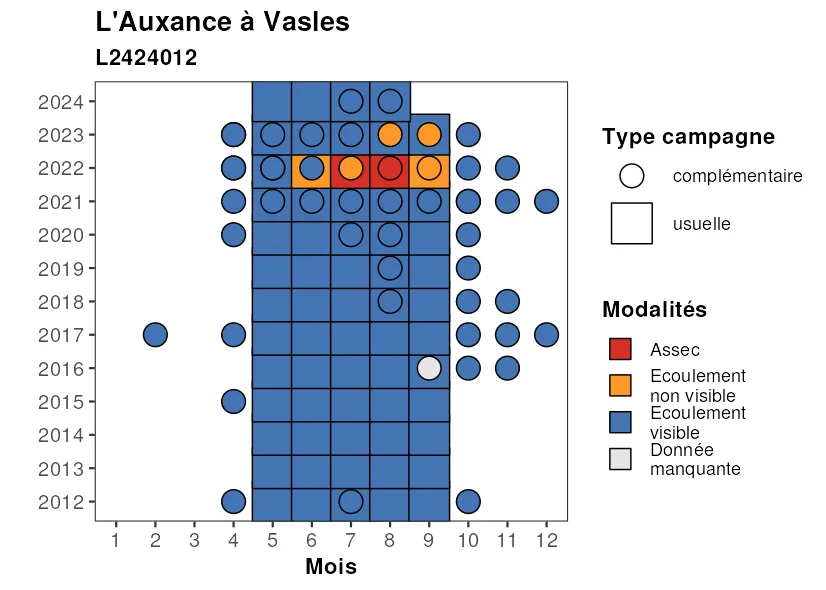 L'Auxance à Vasles
L2424012
2024
2023
2022
2021
2020
2019
2018
2017
2016
2015
2014
2013
2012
1 2 3 4 5 6 7 8 9 10 11 12
Mois
Type campagne
complémentaire
usuelle
Modalités
Assec
Ecoulement
non visible
Ecoulement
visible
Donnée
manquante